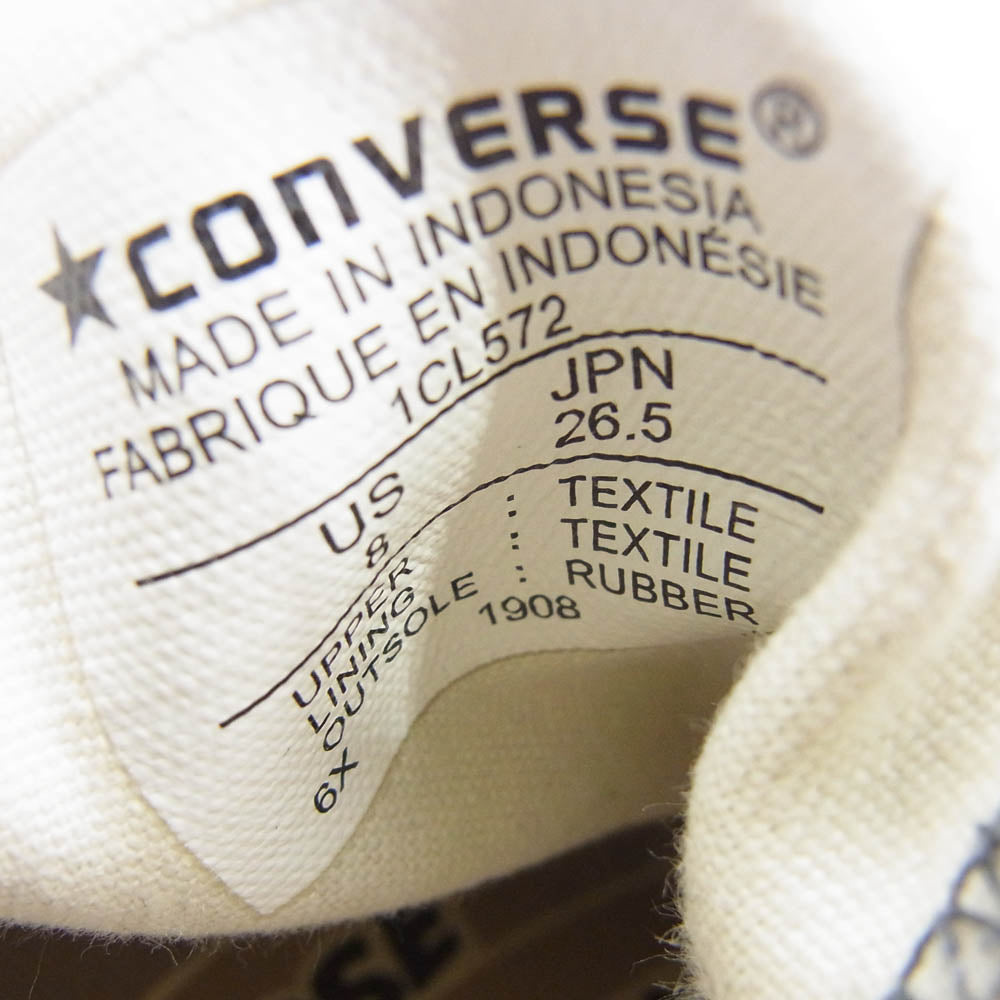 ★CONVERSE®
MADE IN INDONESIA
FABRIQUE EN INDONÉSIE
1CL572
US JPN
8 26.5
UPPER : TEXTILE
LINING : TEXTILE
OUTSOLE : RUBBER
6X 1908
SE